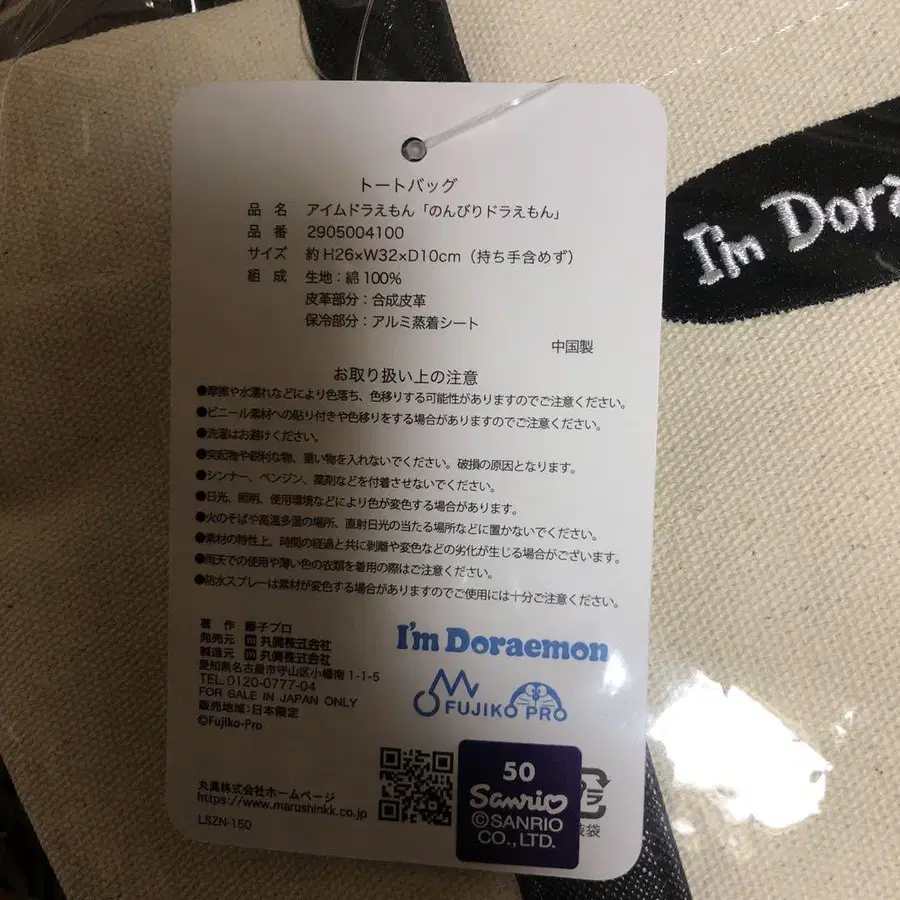 トートバッグ
品 名 アイムドラえもん「のんびりドラえもん」
品 番 2905004100
サイズ 約H26×W32×D10cm（持ち手含めず）
組 成 生地：綿100%
皮革部分：合成皮革
保冷部分：アルミ蒸着シート
中国製
お取り扱い上の注意
●摩擦や水濡れなどにより色落ち、色移りする可能性がありますのでご注意ください。
●ビニール素材への貼り付きや色移りをする場合がありますのでご注意ください。
●洗濯はお避けください。
●突起物や鋭利な物、重い物を入れないでください。破損の原因となります。
●シンナー、ベンジン、薬剤などを付着させないでください。
●日光、照明、使用環境などにより色が変色する場合があります。
●火のそばや高温多湿の場所、直射日光の当たる場所などに置かないでください。
●素材の特性上、時間の経過と共に剥離や変色などの劣化が生じる場合がございます。
●雨天での使用や薄い色の衣類を着用の際はご注意ください。
●防水スプレーは素材が変色する場合がありますのでご使用には十分ご注意ください。
著 作 藤子プロ
発売元 m 丸眞株式会社
製造元 m 丸眞株式会社
愛知県名古屋市守山区小幡南1-1-5
TEL 0120-0777-04
FOR SALE IN JAPAN ONLY
販売地域：日本限定
©Fujiko-Pro
I'm Doraemon
FUJIKO PRO
丸眞株式会社ホームページ
https://www.marushinkk.co.jp
LSZN-150
50
Sanrio
©SANRIO
CO.,LTD.
プラ
袋
I'm Dora